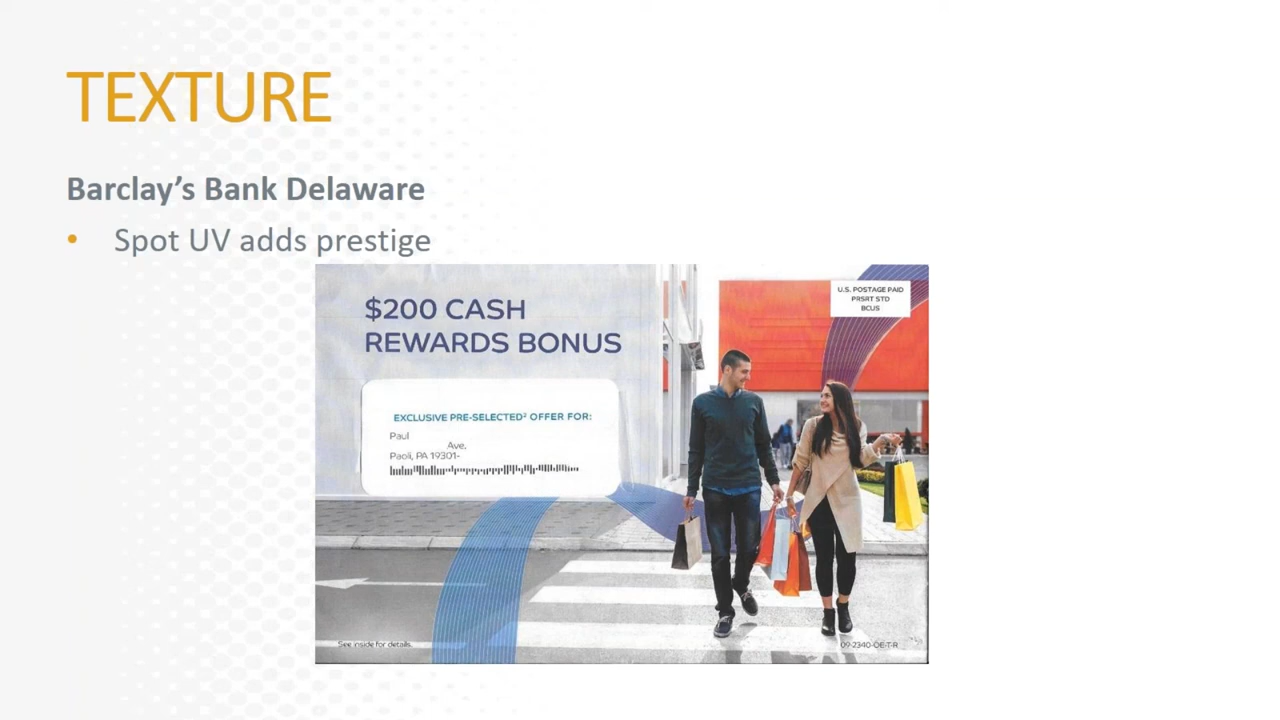 TEXTURE
Barclay’s Bank Delaware
• Spot UV adds prestige
$200 CASH
REWARDS BONUS
U.S. POSTAGE PAID
PRSRT STD
BCUS
EXCLUSIVE PRE-SELECTED² OFFER FOR:
Paul
Ave.
Paoli, PA 19301-
See inside for details.
09-2340-OE-T-R